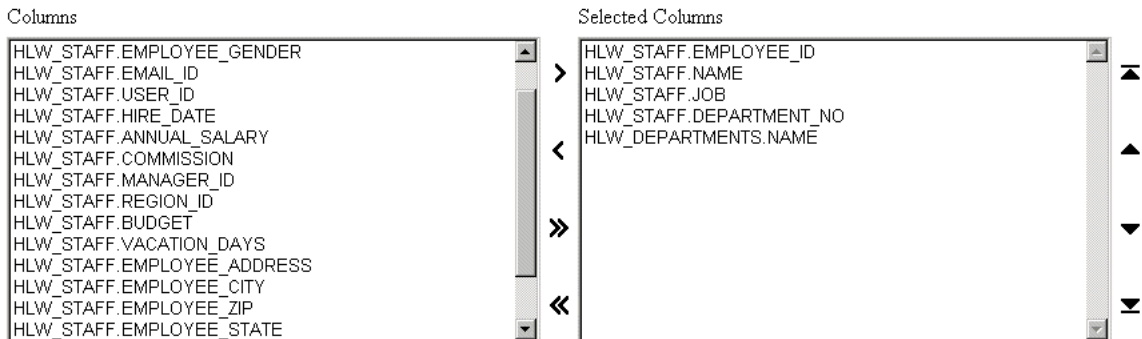 Columns
HLW_STAFF.EMPLOYEE_GENDER
HLW_STAFF.EMAIL_ID
HLW_STAFF.USER_ID
HLW_STAFF.HIRE_DATE
HLW_STAFF.ANNUAL_SALARY
HLW_STAFF.COMMISSION
HLW_STAFF.MANAGER_ID
HLW_STAFF.REGION_ID
HLW_STAFF.BUDGET
HLW_STAFF.VACATION_DAYS
HLW_STAFF.EMPLOYEE_ADDRESS
HLW_STAFF.EMPLOYEE_CITY
HLW_STAFF.EMPLOYEE_ZIP
HLW_STAFF.EMPLOYEE_STATE
Selected Columns
HLW_STAFF.EMPLOYEE_ID
HLW_STAFF.NAME
HLW_STAFF.JOB
HLW_STAFF.DEPARTMENT_NO
HLW_DEPARTMENTS.NAME